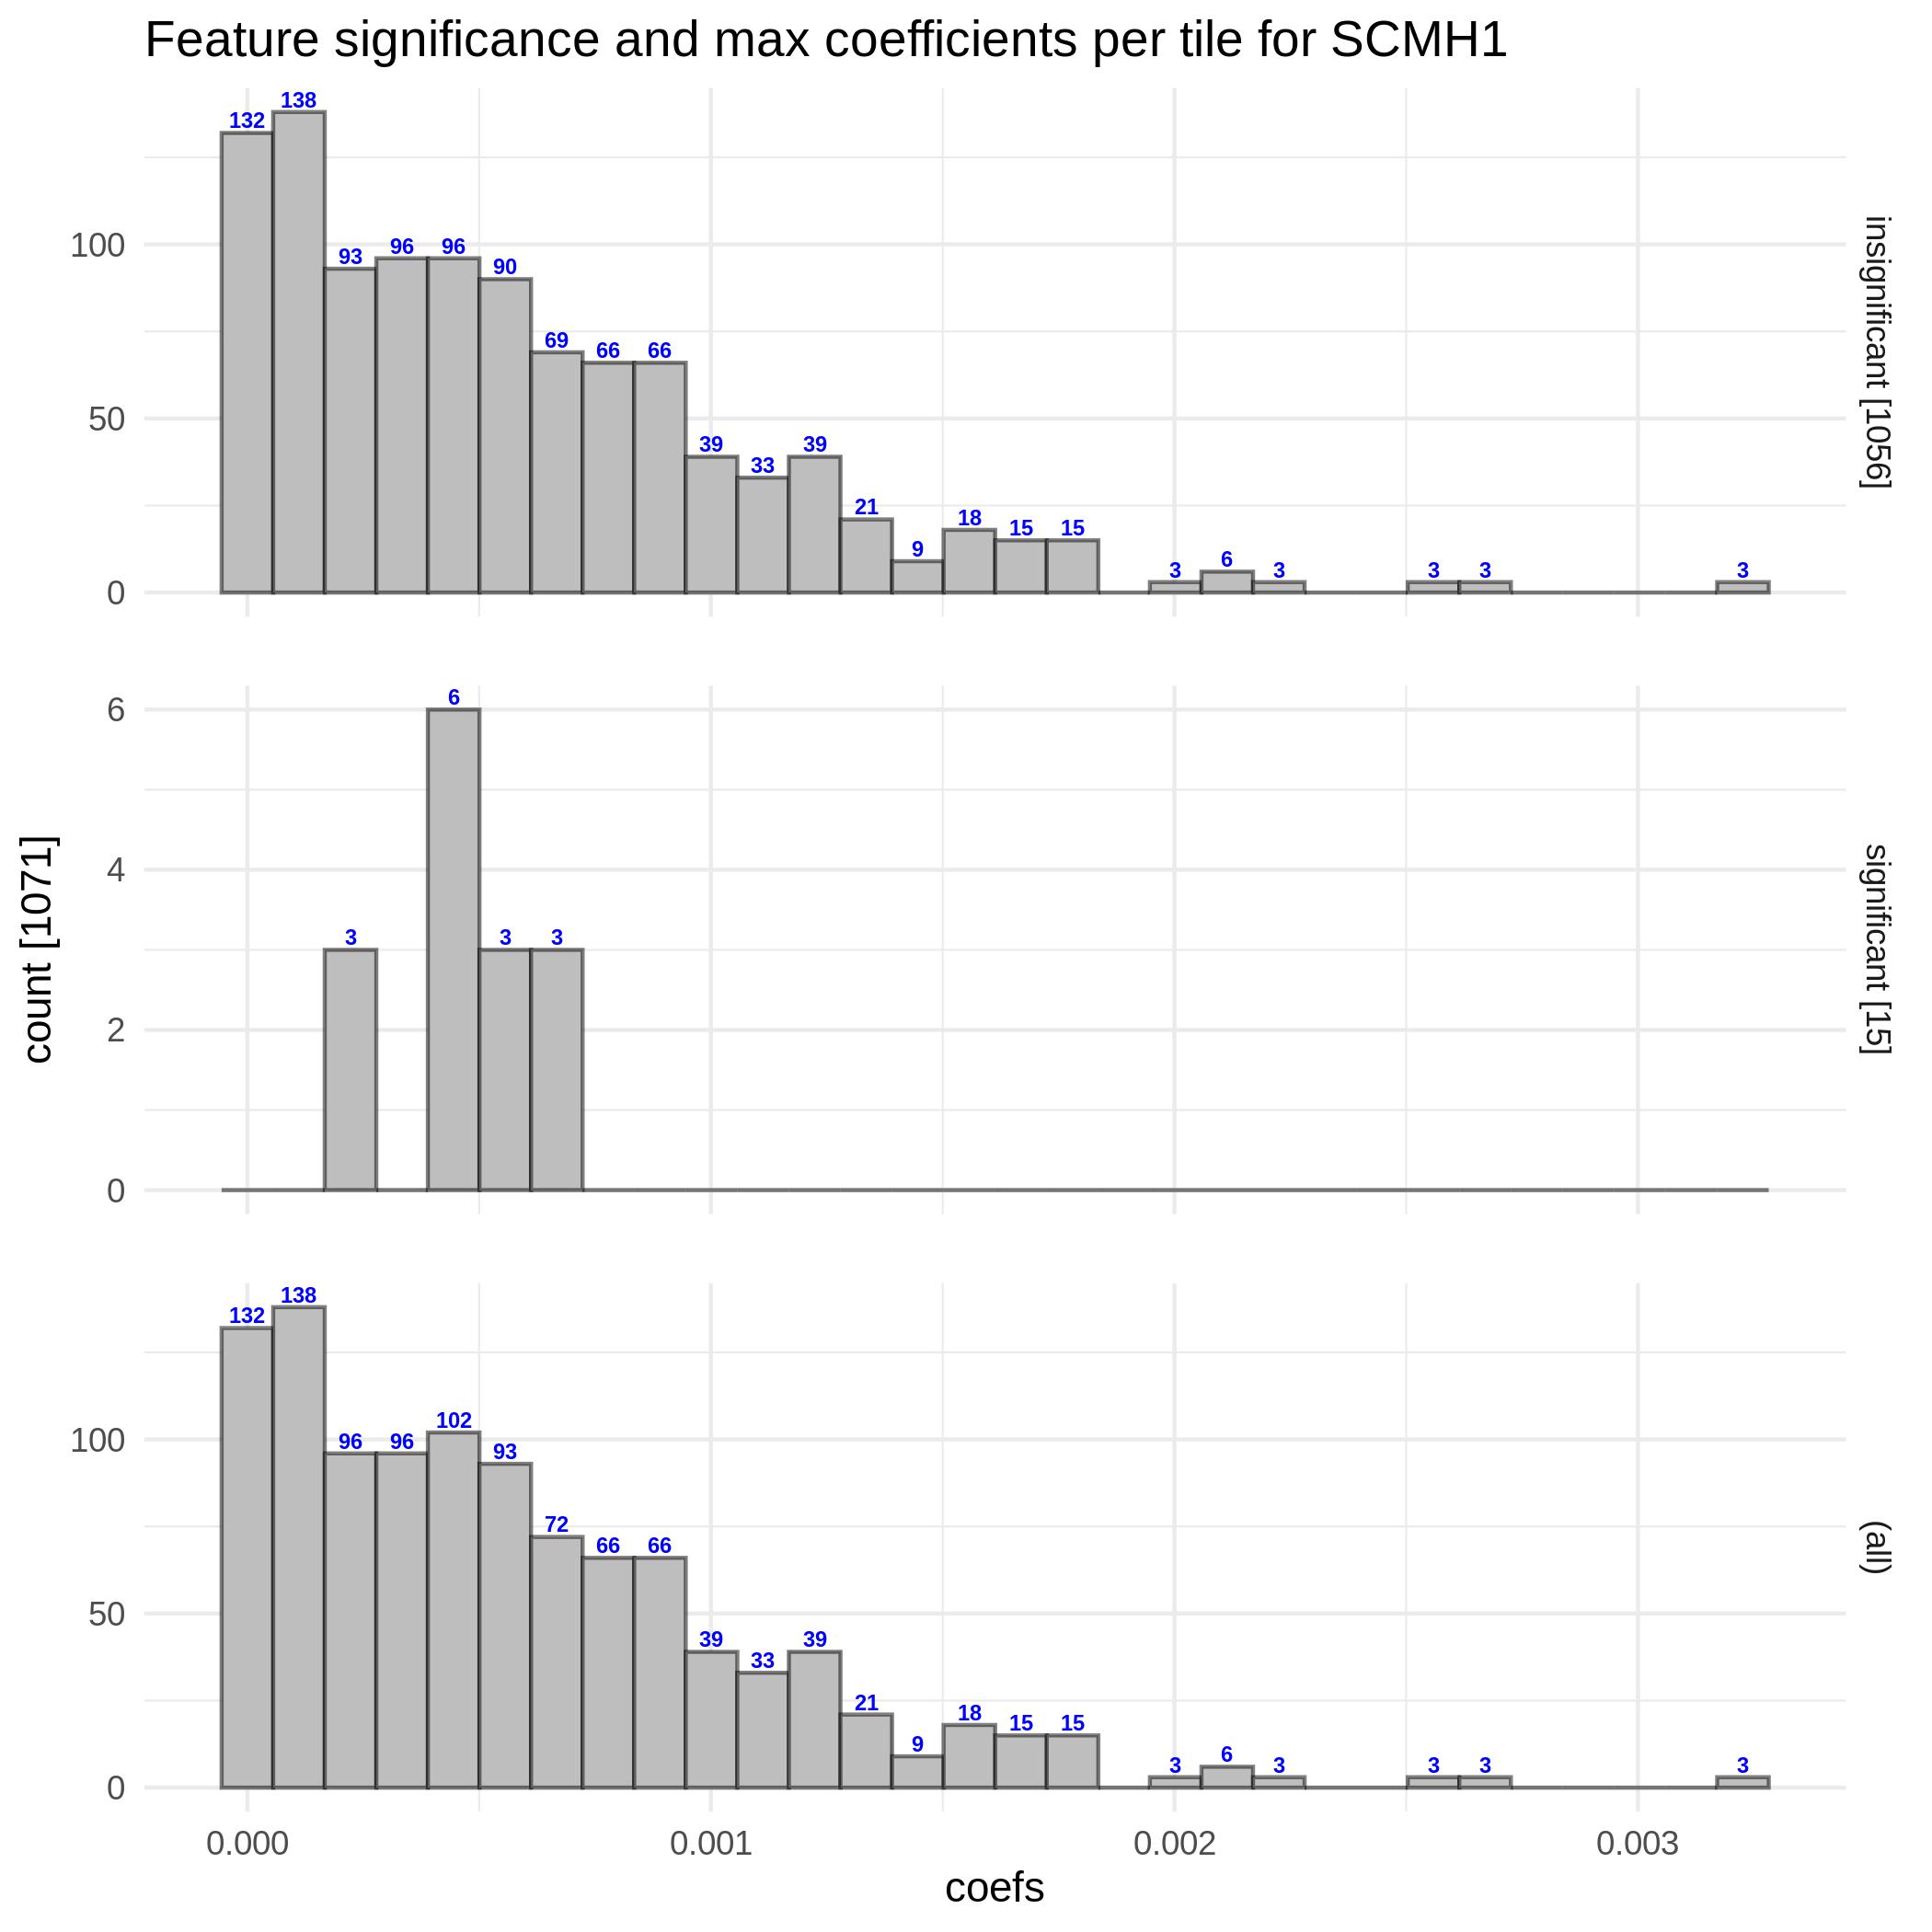 Feature significance and max coefficients per tile for SCMH1
132 138 93 96 96 90 69 66 66 39 33 39 21 9 18 15 15 3 6 3 3 3 3
100
50
0
insignificant [1056]
3 6 3 3
6
4
2
0
significant [15]
count [1071]
132 138 96 96 102 93 72 66 66 39 33 39 21 9 18 15 15 3 6 3 3 3 3
100
50
0
(all)
0.000 0.001 0.002 0.003
coefs